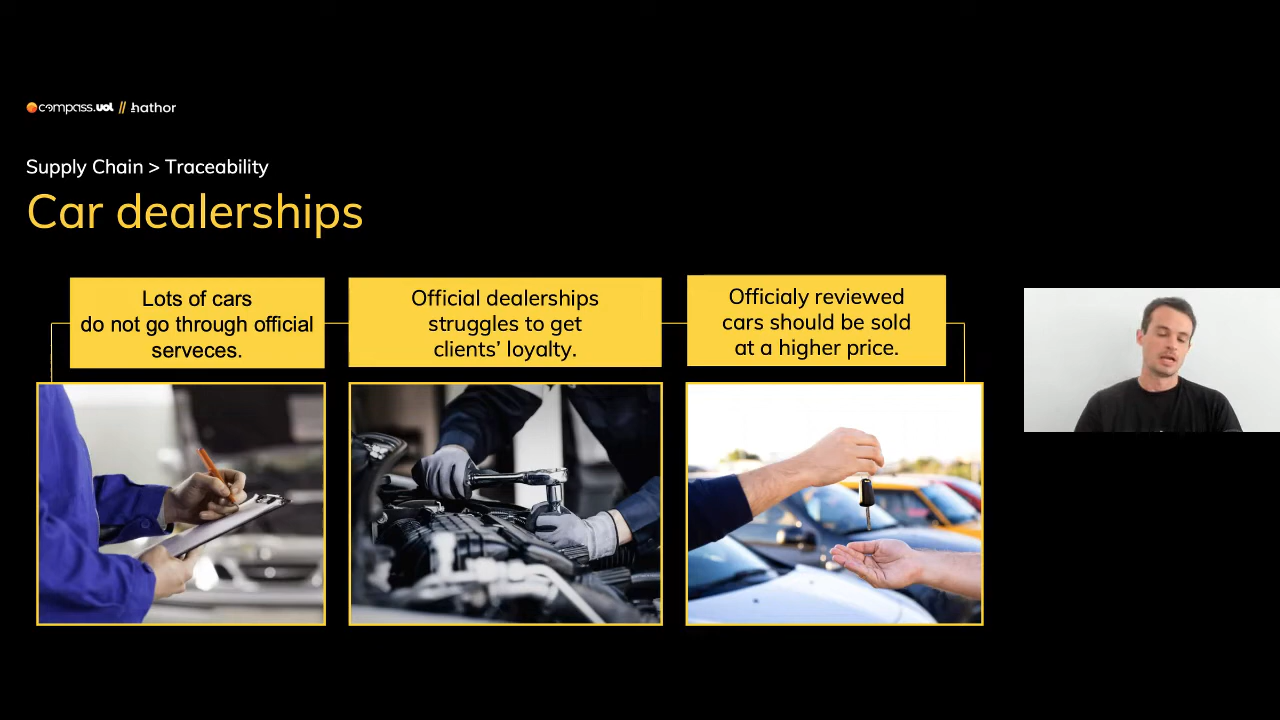 compass.uol // hathor
Supply Chain > Traceability
Car dealerships
Lots of cars
do not go through official
serveces.
Official dealerships
struggles to get
clients’ loyalty.
Officialy reviewed
cars should be sold
at a higher price.